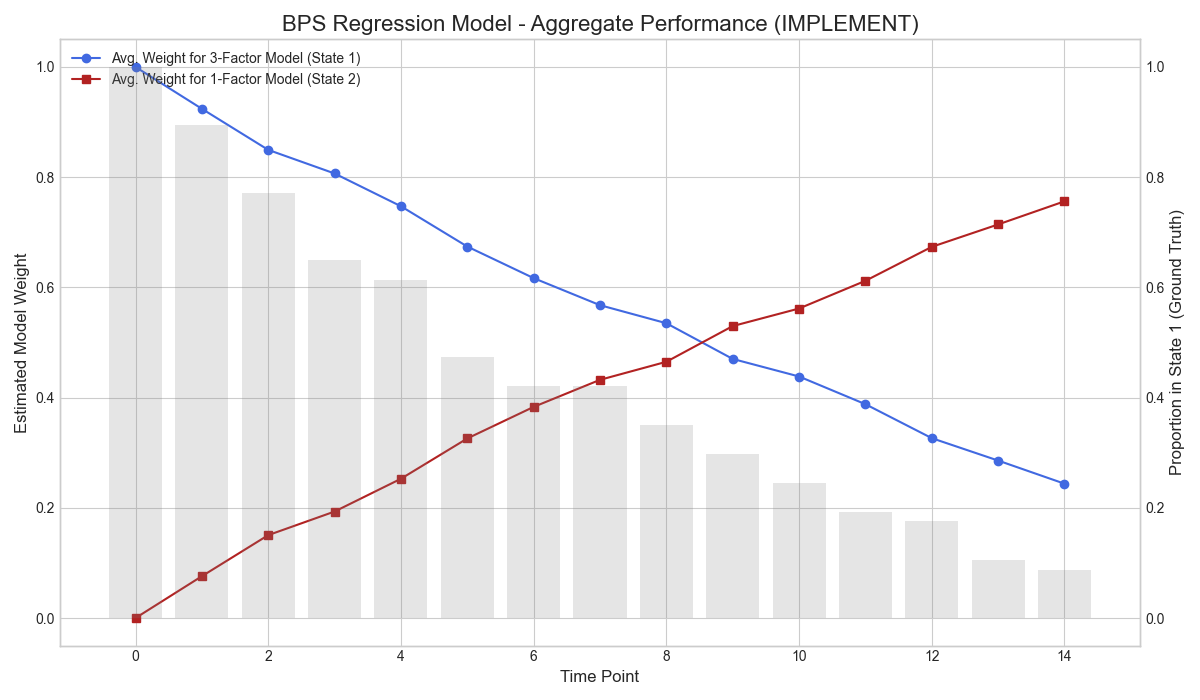 BPS Regression Model - Aggregate Performance (IMPLEMENT)
Avg. Weight for 3-Factor Model (State 1)
Avg. Weight for 1-Factor Model (State 2)
Estimated Model Weight
1.0
0.8
0.6
0.4
0.2
0.0
1.0
0.8
0.6
0.4
0.2
0.0
Proportion in State 1 (Ground Truth)
0 2 4 6 8 10 12 14
Time Point